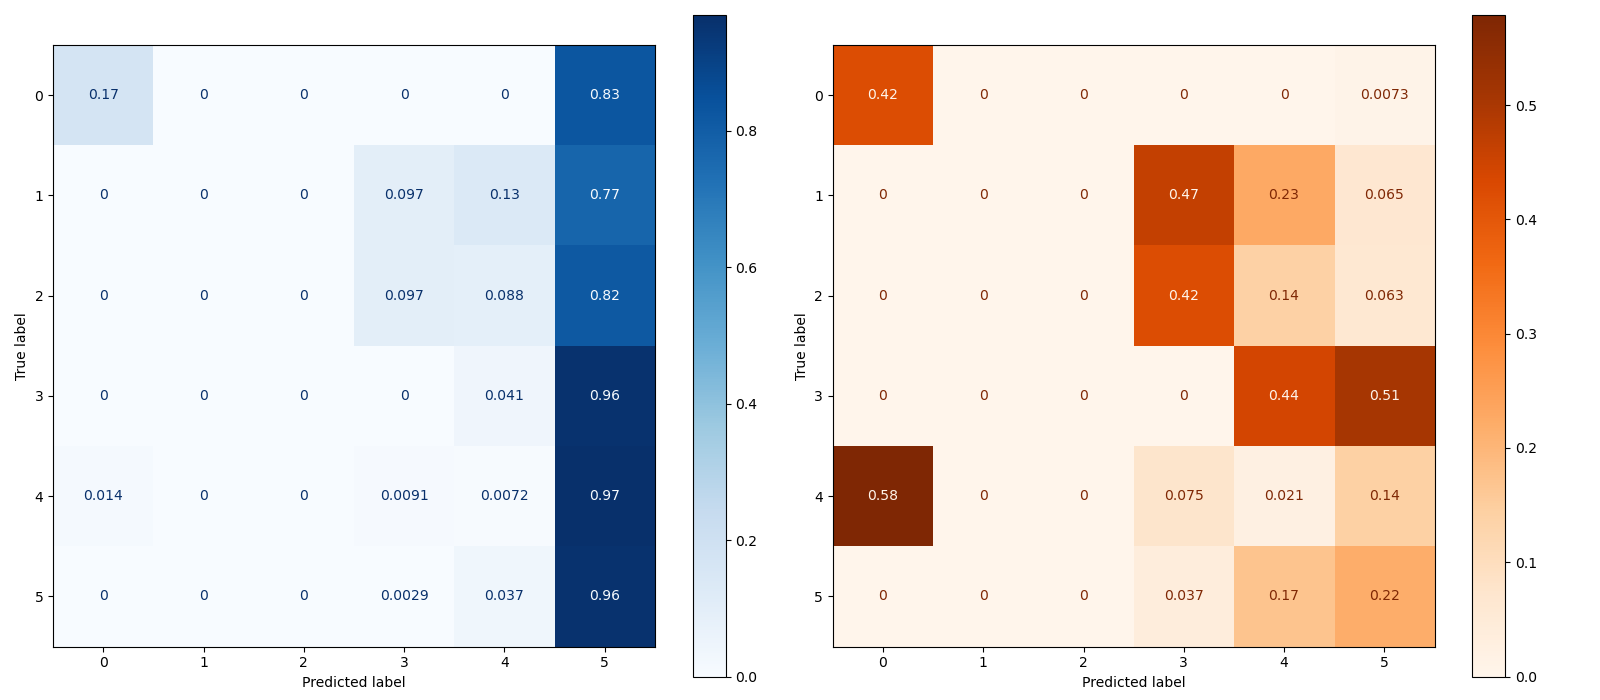 0 0.17 0 0 0 0 0.83
1 0 0 0 0.097 0.13 0.77
2 0 0 0 0.097 0.088 0.82
3 0 0 0 0 0.041 0.96
4 0.014 0 0 0.0091 0.0072 0.97
5 0 0 0 0.0029 0.037 0.96
0 1 2 3 4 5
True label
Predicted label
0.8
0.6
0.4
0.2
0.0
0 0.42 0 0 0 0 0.0073
1 0 0 0 0.47 0.23 0.065
2 0 0 0 0.42 0.14 0.063
3 0 0 0 0 0.44 0.51
4 0.58 0 0 0.075 0.021 0.14
5 0 0 0 0.037 0.17 0.22
0 1 2 3 4 5
True label
Predicted label
0.5
0.4
0.3
0.2
0.1
0.0